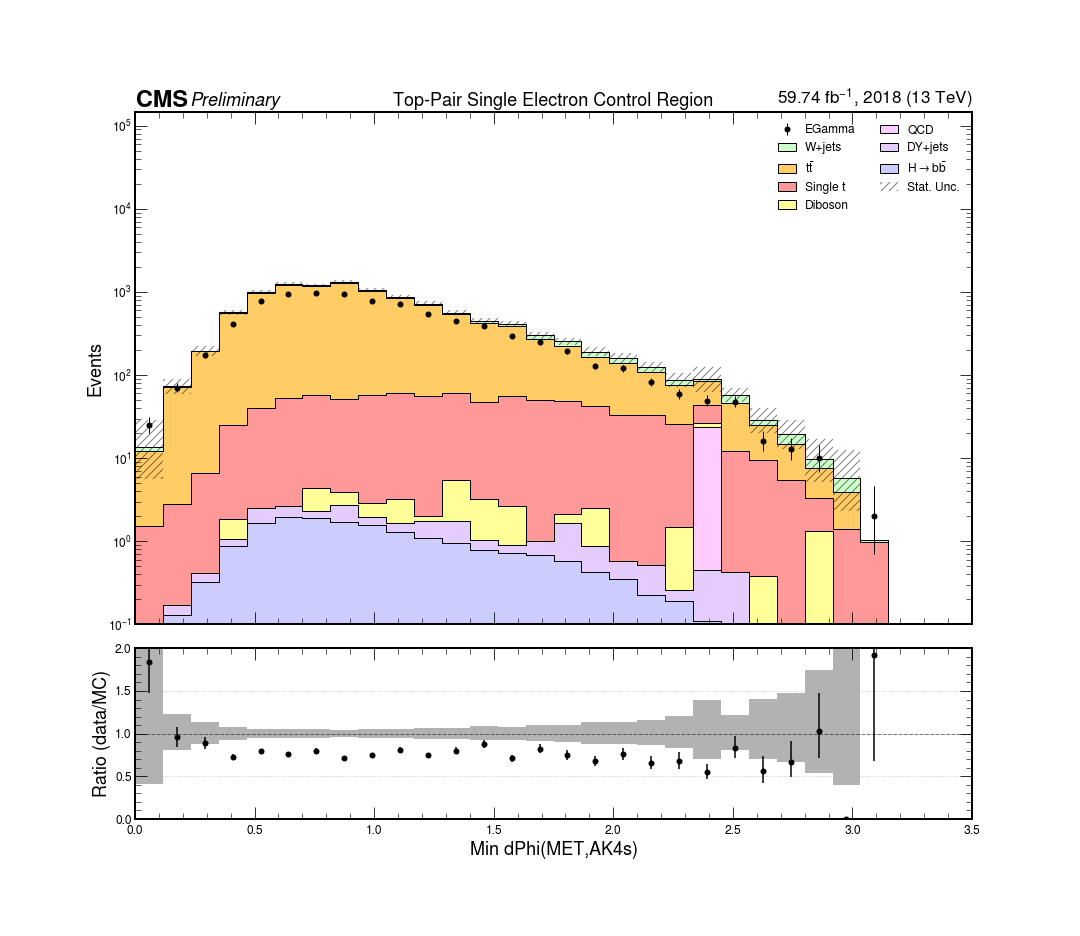 CMS Preliminary Top-Pair Single Electron Control Region 59.74 fb⁻¹, 2018 (13 TeV)
EGamma QCD
W+jets DY+jets
tt̄ H→bb̄
Single t Stat. Unc.
Diboson
Events
10⁵
10⁴
10³
10²
10¹
10⁰
10⁻¹
Ratio (data/MC)
2.0
1.5
1.0
0.5
0.0
0.0 0.5 1.0 1.5 2.0 2.5 3.0 3.5
Min dPhi(MET,AK4s)